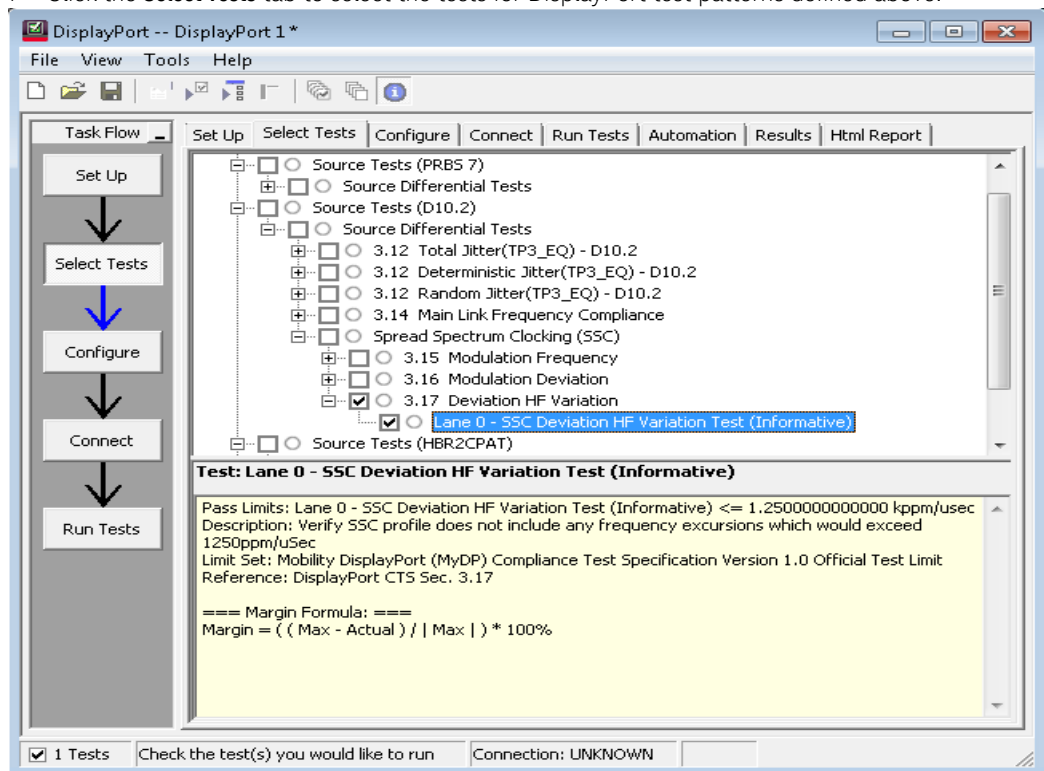 Click the Select Tests tab to select the tests for DisplayPort test patterns defined above.
DisplayPort -- DisplayPort 1 *
File View Tools Help
Task Flow
Set Up
Select Tests
Configure
Connect
Run Tests
Set Up Select Tests Configure Connect Run Tests Automation Results Html Report
Source Tests (PRBS 7)
Source Differential Tests
Source Tests (D10.2)
Source Differential Tests
3.12 Total Jitter(TP3_EQ) - D10.2
3.12 Deterministic Jitter(TP3_EQ) - D10.2
3.12 Random Jitter(TP3_EQ) - D10.2
3.14 Main Link Frequency Compliance
Spread Spectrum Clocking (SSC)
3.15 Modulation Frequency
3.16 Modulation Deviation
3.17 Deviation HF Variation
Lane 0 - SSC Deviation HF Variation Test (Informative)
Source Tests (HBR2CPAT)
Test: Lane 0 - SSC Deviation HF Variation Test (Informative)
Pass Limits: Lane 0 - SSC Deviation HF Variation Test (Informative) <= 1.2500000000000 kppm/usec
Description: Verify SSC profile does not include any frequency excursions which would exceed
1250ppm/uSec
Limit Set: Mobility DisplayPort (MyDP) Compliance Test Specification Version 1.0 Official Test Limit
Reference: DisplayPort CTS Sec. 3.17
=== Margin Formula: ===
Margin = ( ( Max - Actual ) / | Max | ) * 100%
1 Tests Check the test(s) you would like to run Connection: UNKNOWN